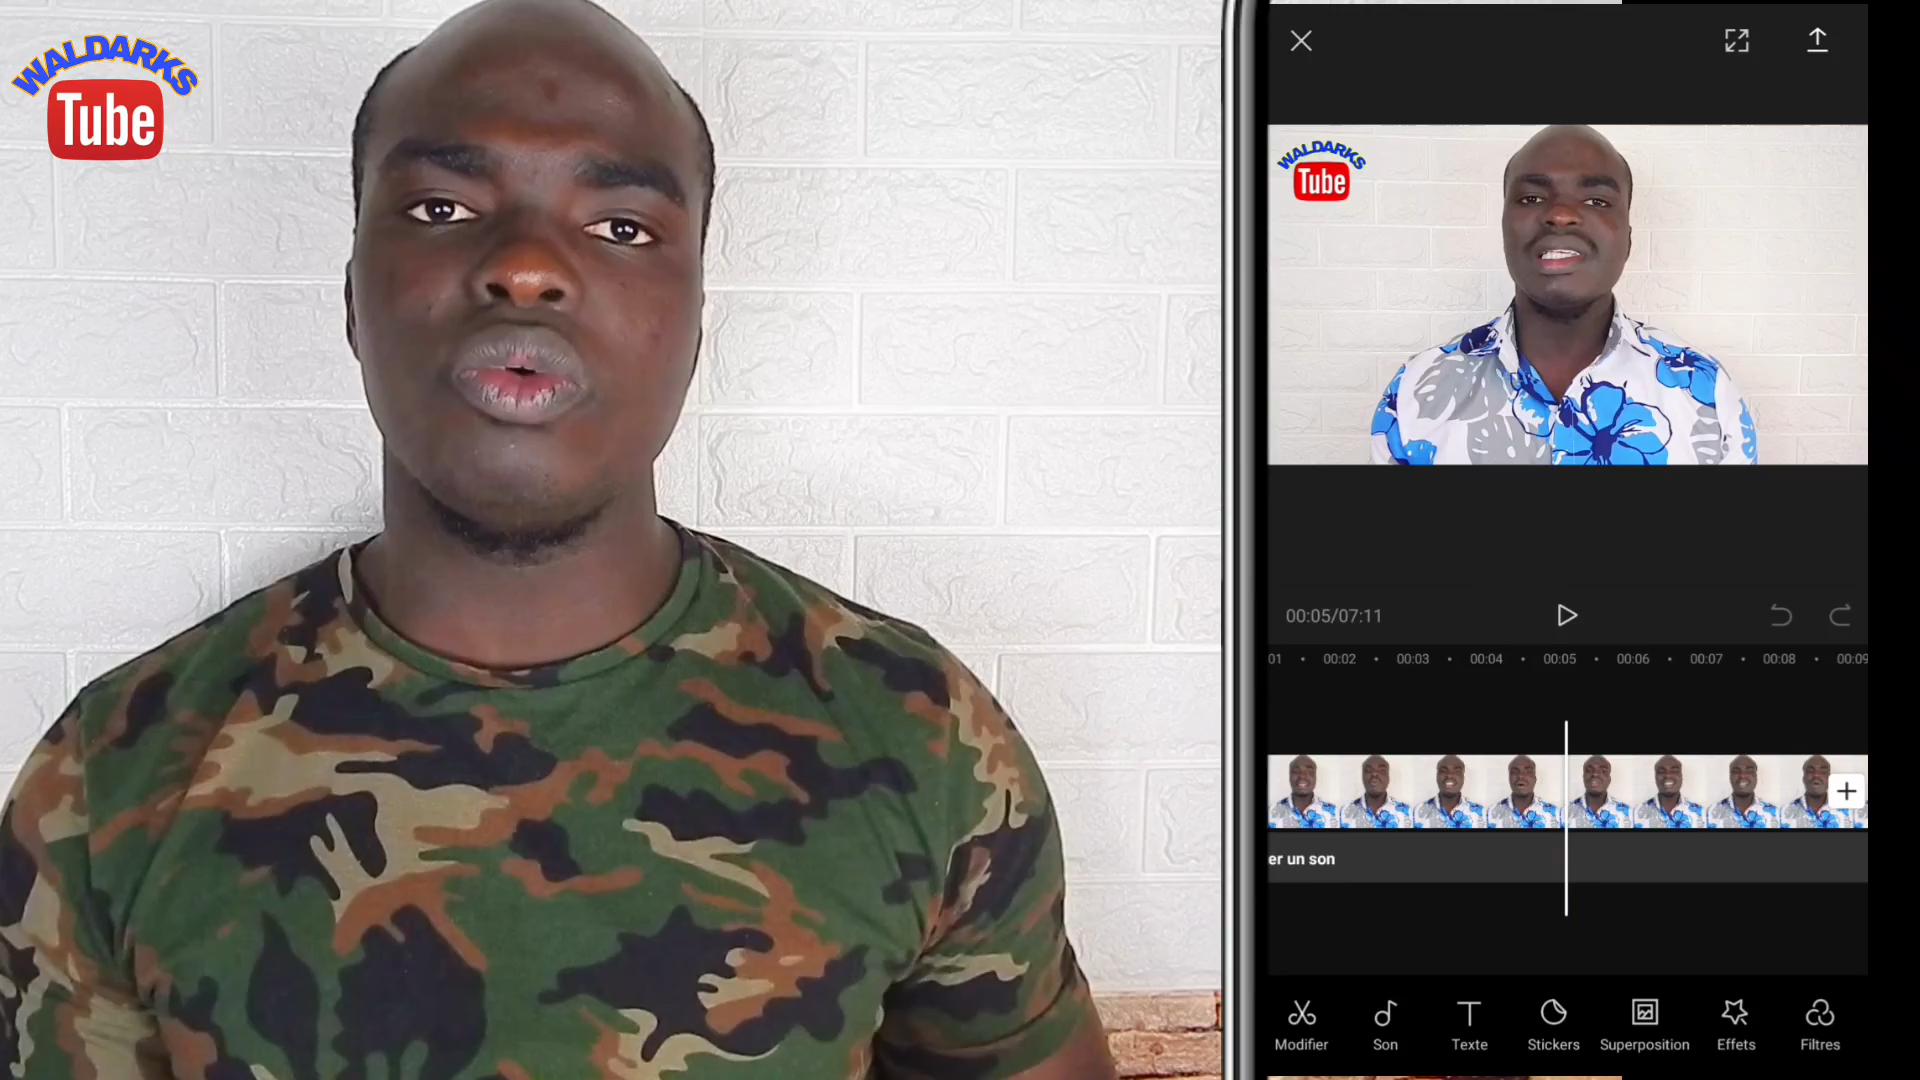 WALDARKS
Tube
WALDARKS
Tube
00:05/07:11
01 00:02 00:03 00:04 00:05 00:06 00:07 00:08 00:09
er un son
Modifier Son Texte Stickers Superposition Effets Filtres